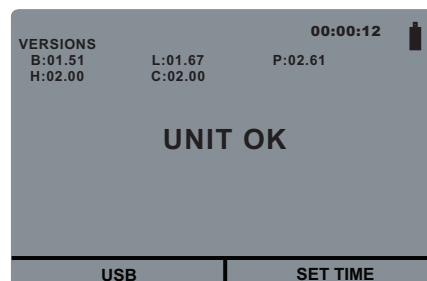 00:00:12
VERSIONS
B:01.51 L:01.67 P:02.61
H:02.00 C:02.00
UNIT OK
USB SET TIME